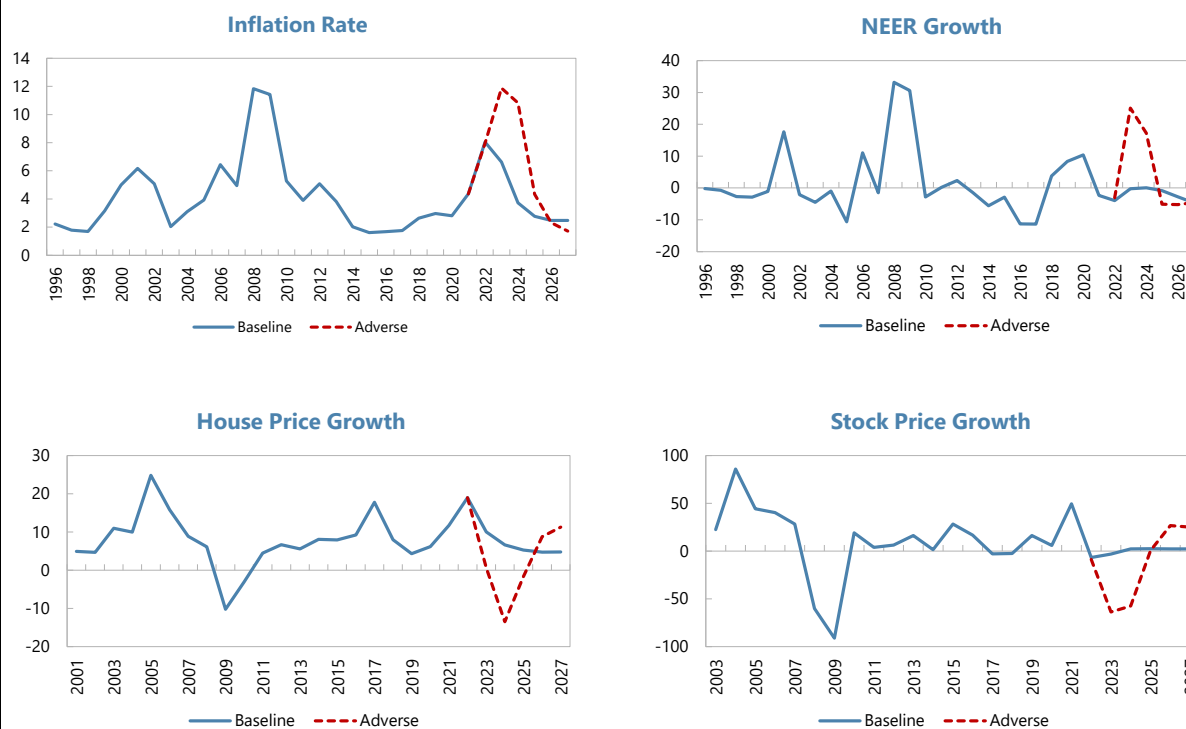 Inflation Rate
14
12
10
8
6
4
2
0
1996 1998 2000 2002 2004 2006 2008 2010 2012 2014 2016 2018 2020 2022 2024 2026
Baseline Adverse
NEER Growth
40
30
20
10
0
-10
-20
1996 1998 2000 2002 2004 2006 2008 2010 2012 2014 2016 2018 2020 2022 2024 2026
Baseline Adverse
House Price Growth
30
20
10
0
-10
-20
2001 2003 2005 2007 2009 2011 2013 2015 2017 2019 2021 2023 2025 2027
Baseline Adverse
Stock Price Growth
100
50
0
-50
-100
2003 2005 2007 2009 2011 2013 2015 2017 2019 2021 2023 2025
Baseline Adverse